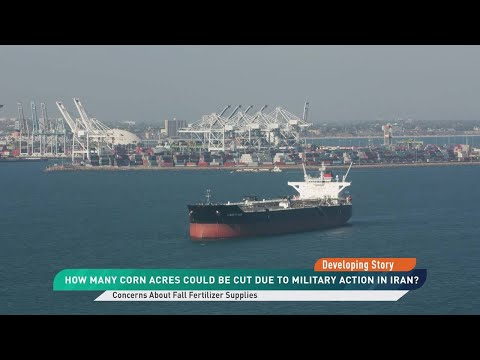 Developing Story
HOW MANY CORN ACRES COULD BE CUT DUE TO MILITARY ACTION IN IRAN?
Concerns About Fall Fertilizer Supplies